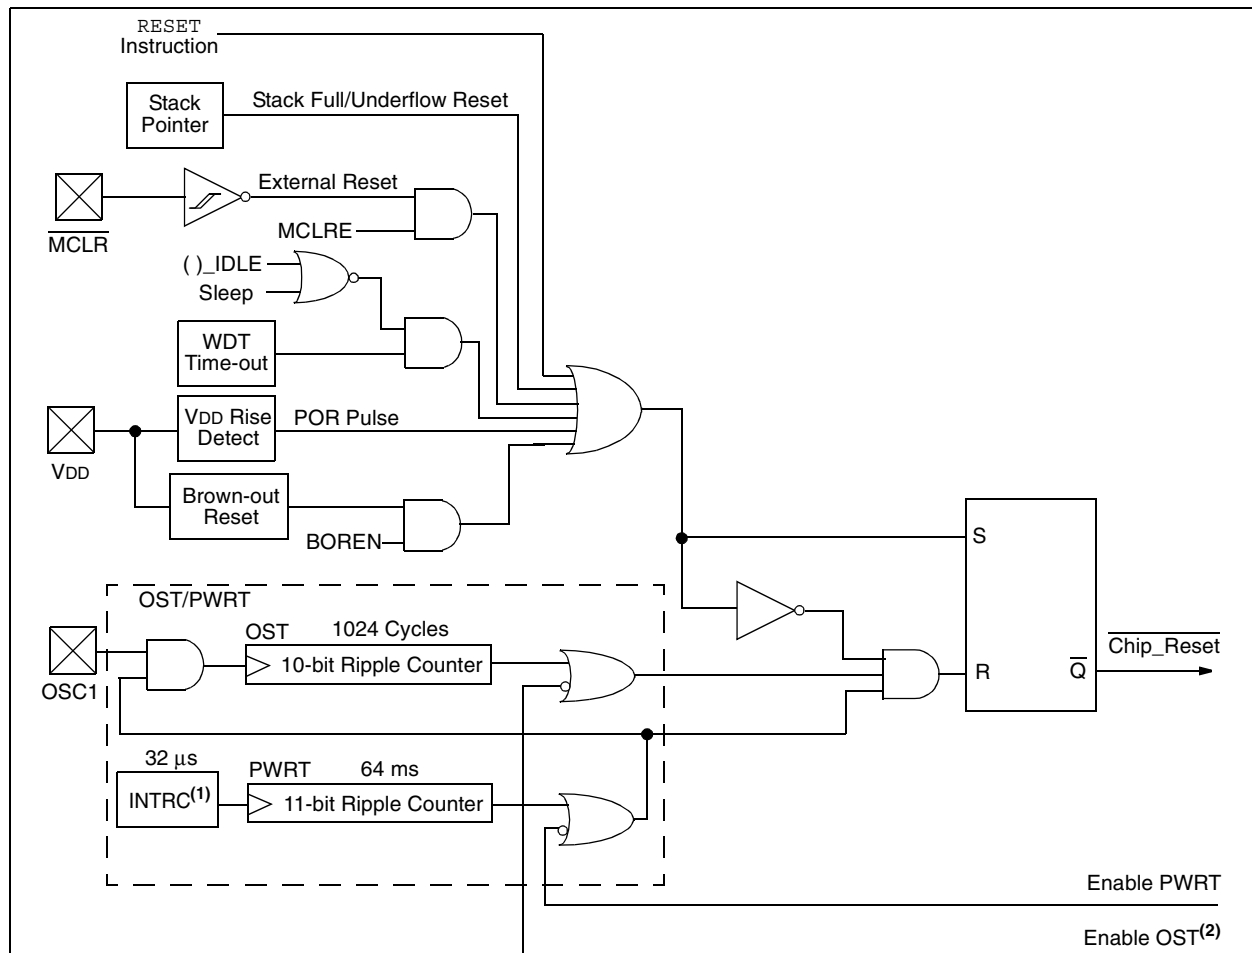 RESET
Instruction
Stack
Pointer
Stack Full/Underflow Reset
External Reset
MCLR
MCLRE
( )_IDLE
Sleep
WDT
Time-out
VDD
VDD Rise
Detect
POR Pulse
Brown-out
Reset
BOREN
S
OST/PWRT
OST 1024 Cycles
10-bit Ripple Counter
OSC1
Chip_Reset
R
Q
32 μs
INTRC(1)
PWRT 64 ms
11-bit Ripple Counter
Enable PWRT
Enable OST(2)